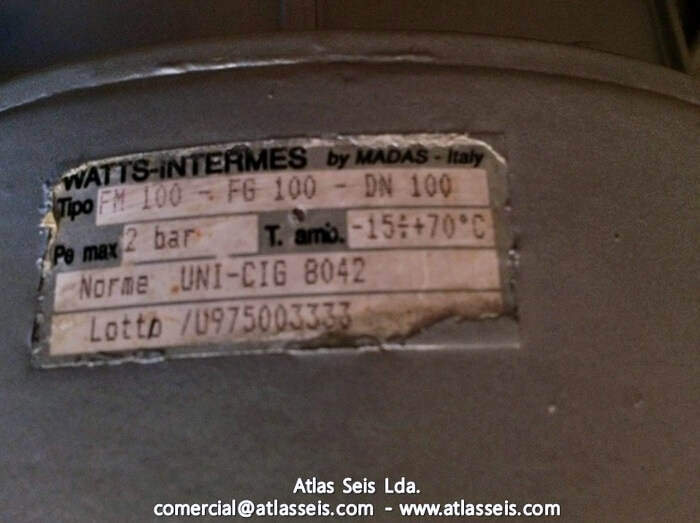 WATTS-INTERMES by MADAS - Italy
Tipo FM 100 - FG 100 - DN 100
Pe max 2 bar T. amb. -15÷+70°C
Norme UNI-CIG 8042
Lotto /U975003333
Atlas Seis Lda.
comercial@atlasseis.com - www.atlasseis.com